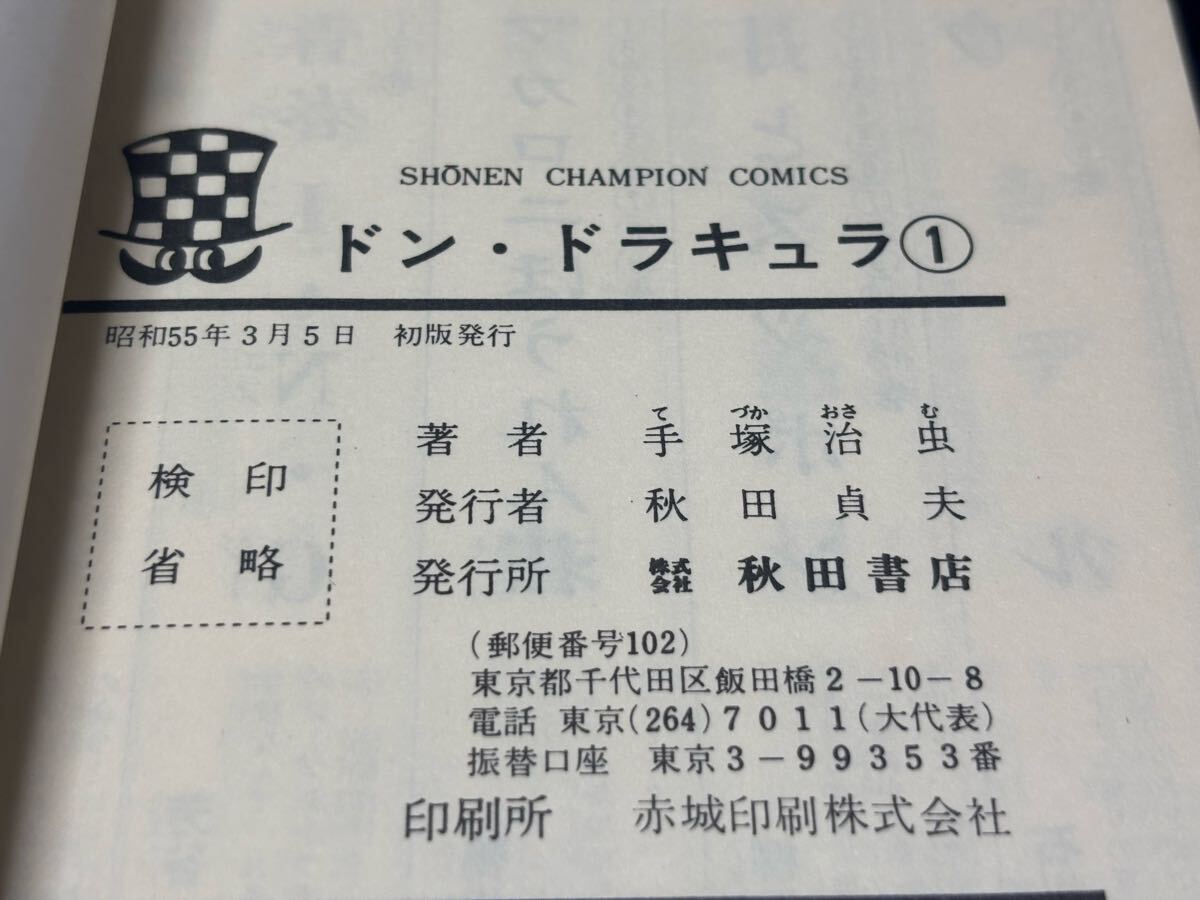 SHŌNEN CHAMPION COMICS
ドン・ドラキュラ①
昭和55年3月5日 初版発行
検印
省略
著者 手塚治虫
てづかおさむ
発行者 秋田貞夫
発行所 株式会社 秋田書店
(郵便番号102)
東京都千代田区飯田橋2-10-8
電話 東京(264)7011(大代表)
振替口座 東京3-99353番
印刷所 赤城印刷株式会社